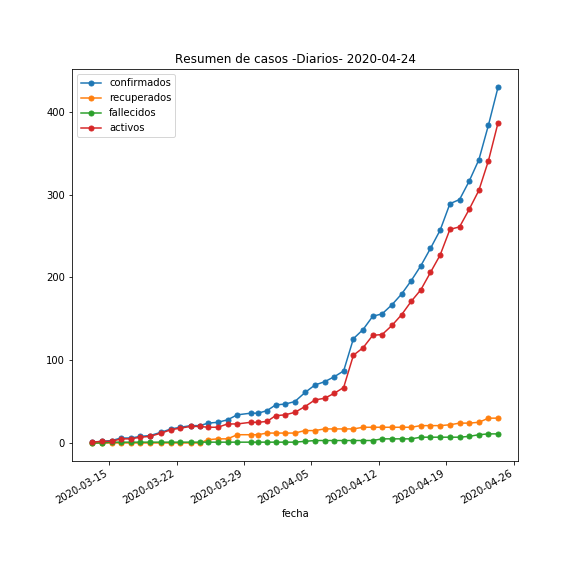 Resumen de casos -Diarios- 2020-04-24
confirmados
recuperados
fallecidos
activos
400
300
200
100
0
2020-03-15
2020-03-22
2020-03-29
2020-04-05
2020-04-12
2020-04-19
2020-04-26
fecha